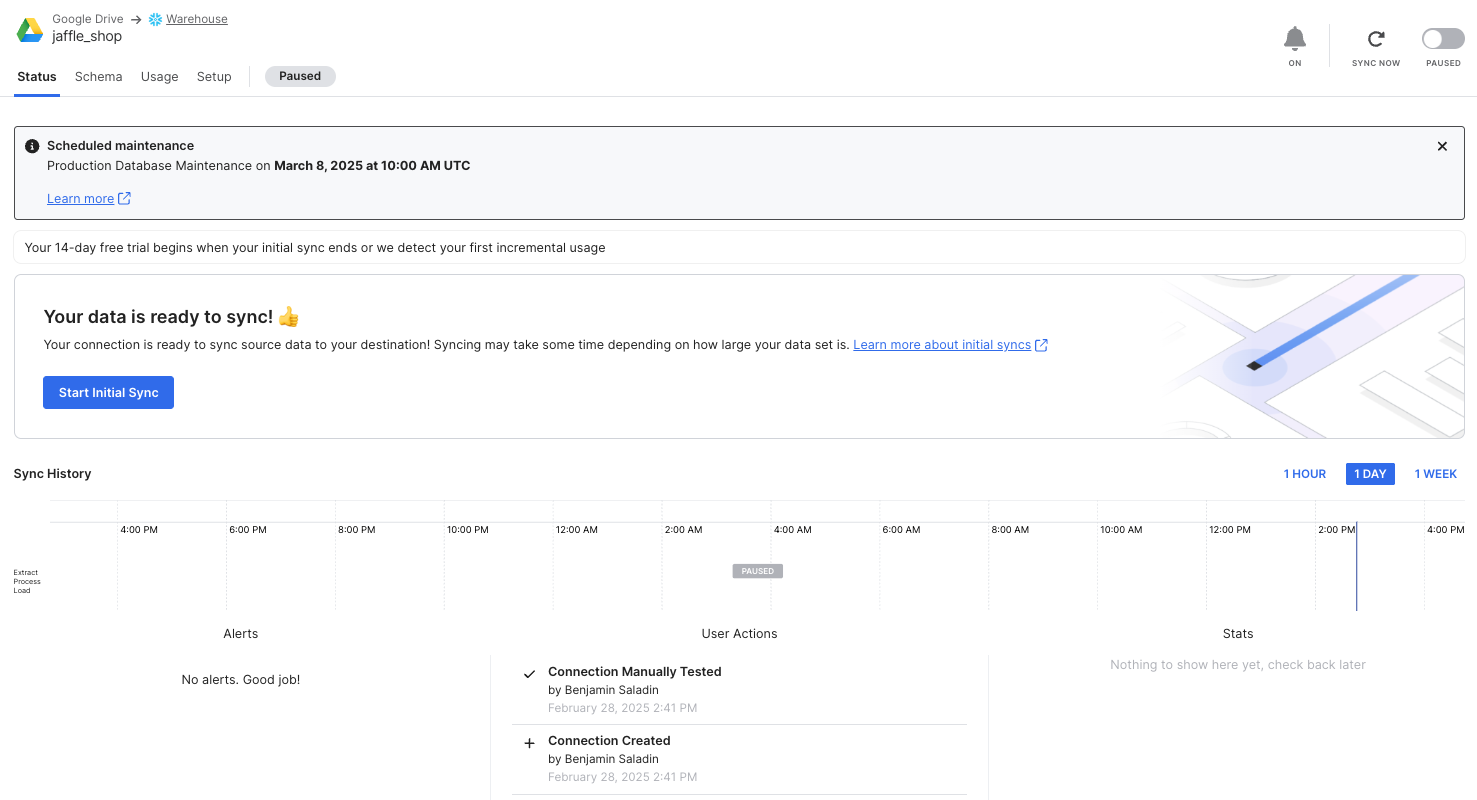 Google Drive → Warehouse
jaffle_shop
ON
SYNC NOW
PAUSED
Status Schema Usage Setup Paused
Scheduled maintenance
Production Database Maintenance on March 8, 2025 at 10:00 AM UTC
Learn more
Your 14-day free trial begins when your initial sync ends or we detect your first incremental usage
Your data is ready to sync! 👍
Your connection is ready to sync source data to your destination! Syncing may take some time depending on how large your data set is. Learn more about initial syncs
Start Initial Sync
Sync History
1 HOUR 1 DAY 1 WEEK
4:00 PM 6:00 PM 8:00 PM 10:00 PM 12:00 AM 2:00 AM 4:00 AM 6:00 AM 8:00 AM 10:00 AM 12:00 PM 2:00 PM 4:00 PM
PAUSED
Extract
Process
Load
Alerts
No alerts. Good job!
User Actions
Connection Manually Tested
by Benjamin Saladin
February 28, 2025 2:41 PM
Connection Created
by Benjamin Saladin
February 28, 2025 2:41 PM
Stats
Nothing to show here yet, check back later